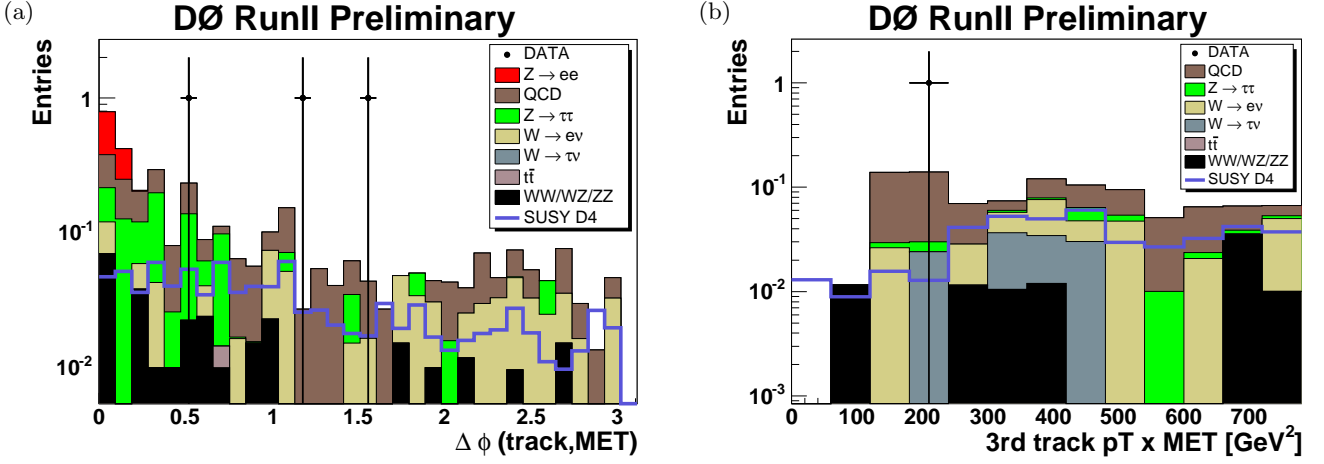 (a)
DØ RunII Preliminary
Entries
1
10⁻¹
10⁻²
DATA
Z → ee
QCD
Z → ττ
W → eν
W → τν
tt̄
WW/WZ/ZZ
SUSY D4
0 0.5 1 1.5 2 2.5 3
Δ ϕ (track,MET)
(b)
DØ RunII Preliminary
Entries
1
10⁻¹
10⁻²
10⁻³
DATA
QCD
Z → ττ
W → eν
W → τν
tt̄
WW/WZ/ZZ
SUSY D4
0 100 200 300 400 500 600 700
3rd track pT x MET [GeV²]